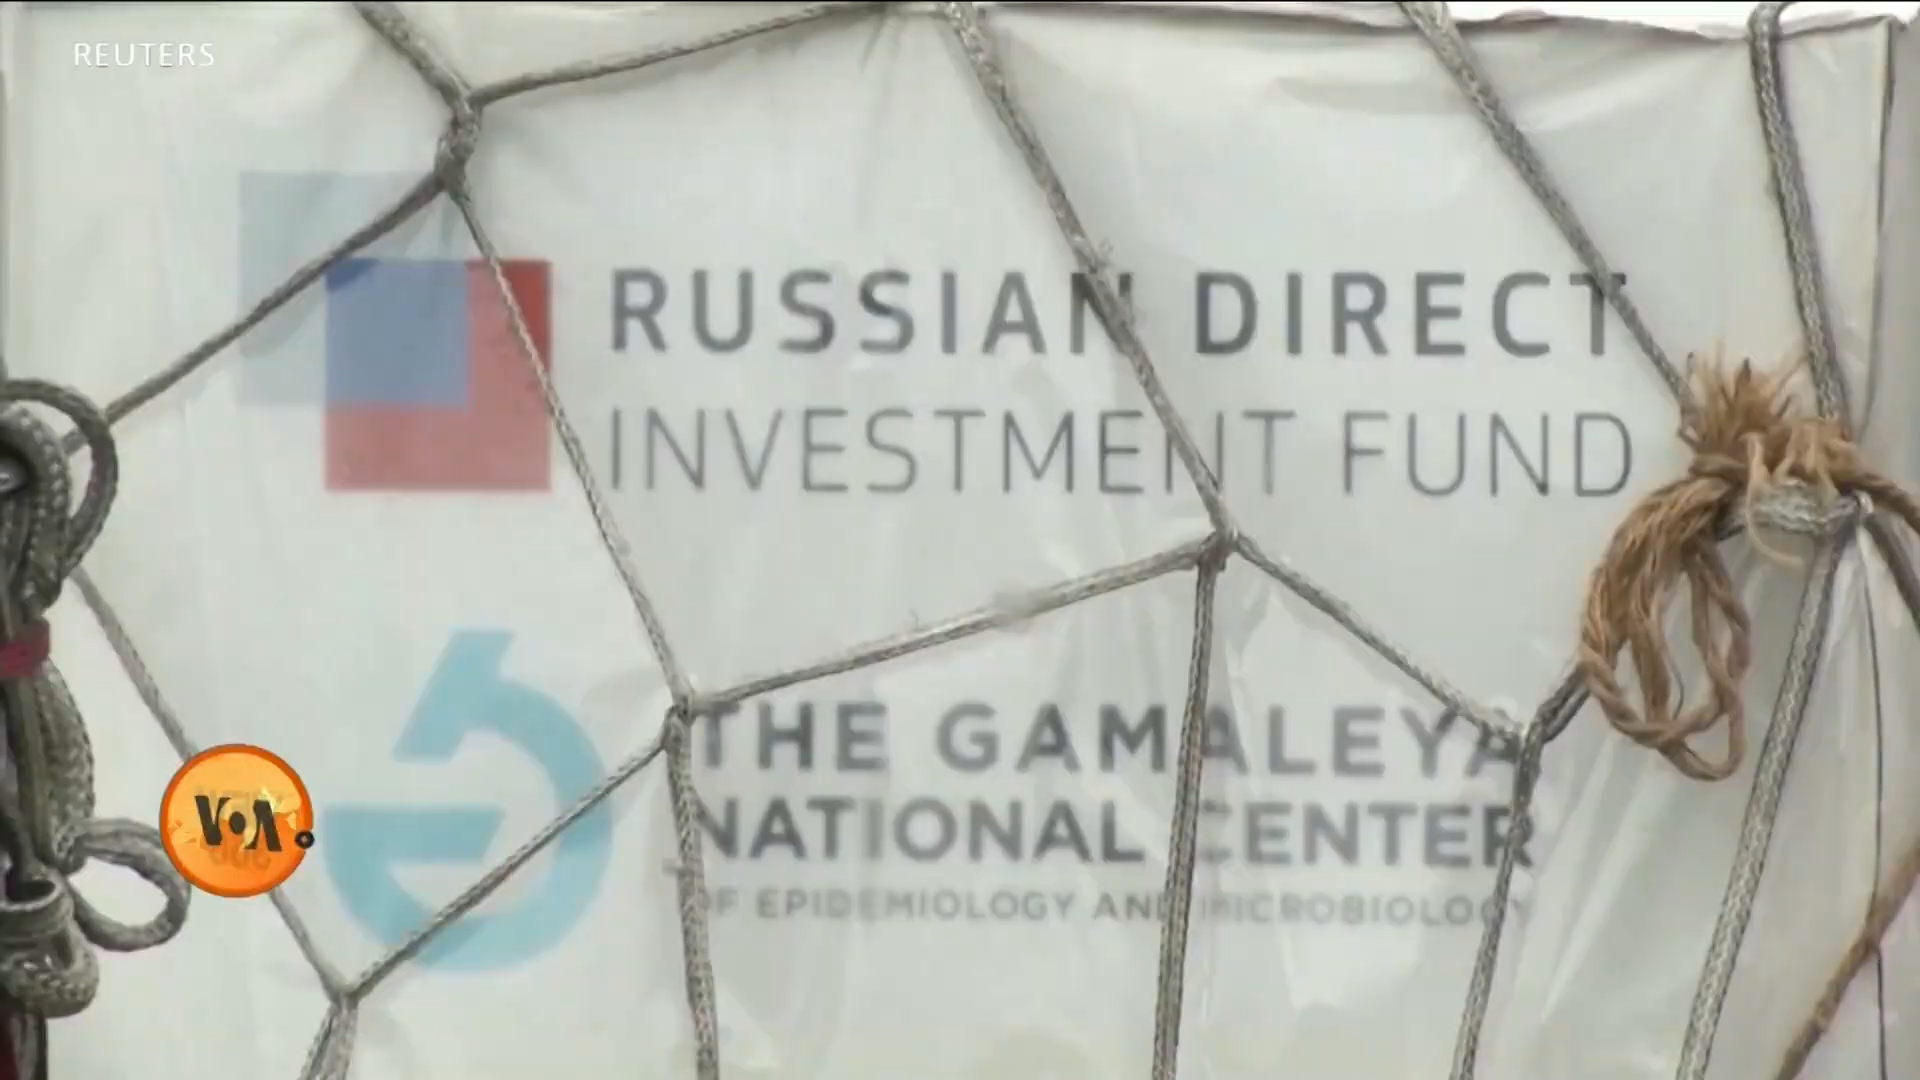 REUTERS
RUSSIAN DIRECT
INVESTMENT FUND
THE GAMALEYA
NATIONAL CENTER
OF EPIDEMIOLOGY AND MICROBIOLOGY
VOA